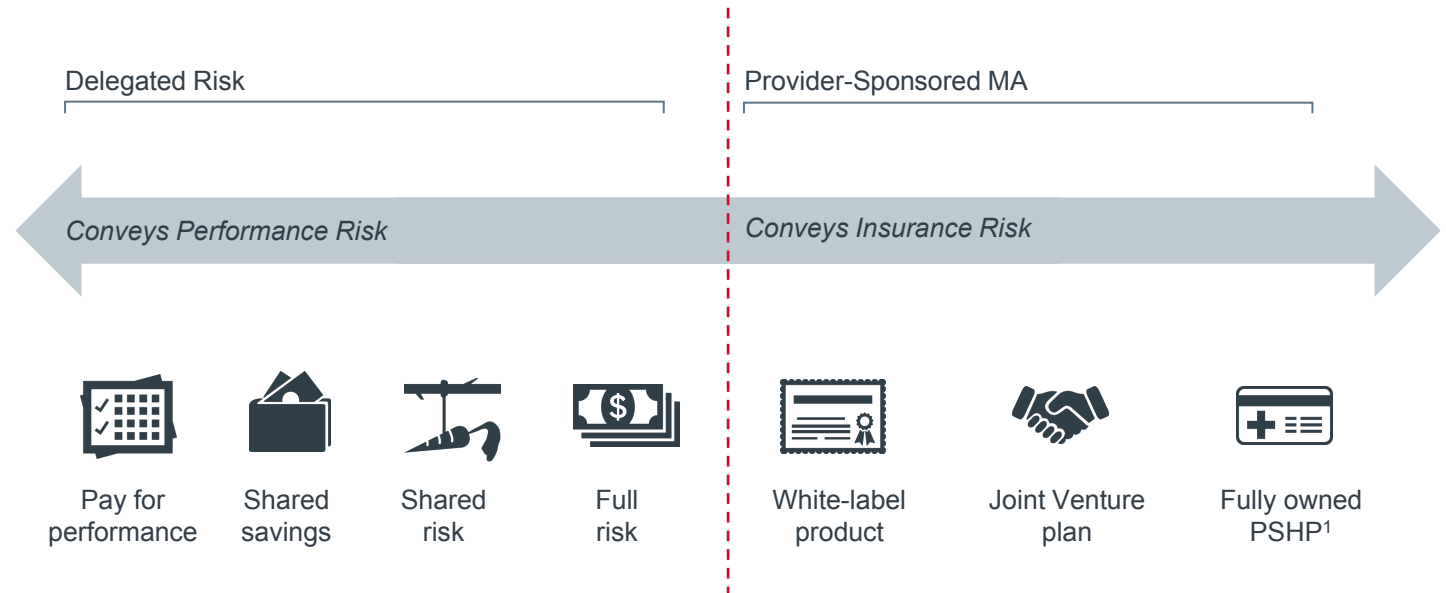 Delegated Risk
Provider-Sponsored MA
Conveys Performance Risk
Conveys Insurance Risk
$
Pay for
performance
Shared
savings
Shared
risk
Full
risk
White-label
product
Joint Venture
plan
Fully owned
PSHP¹